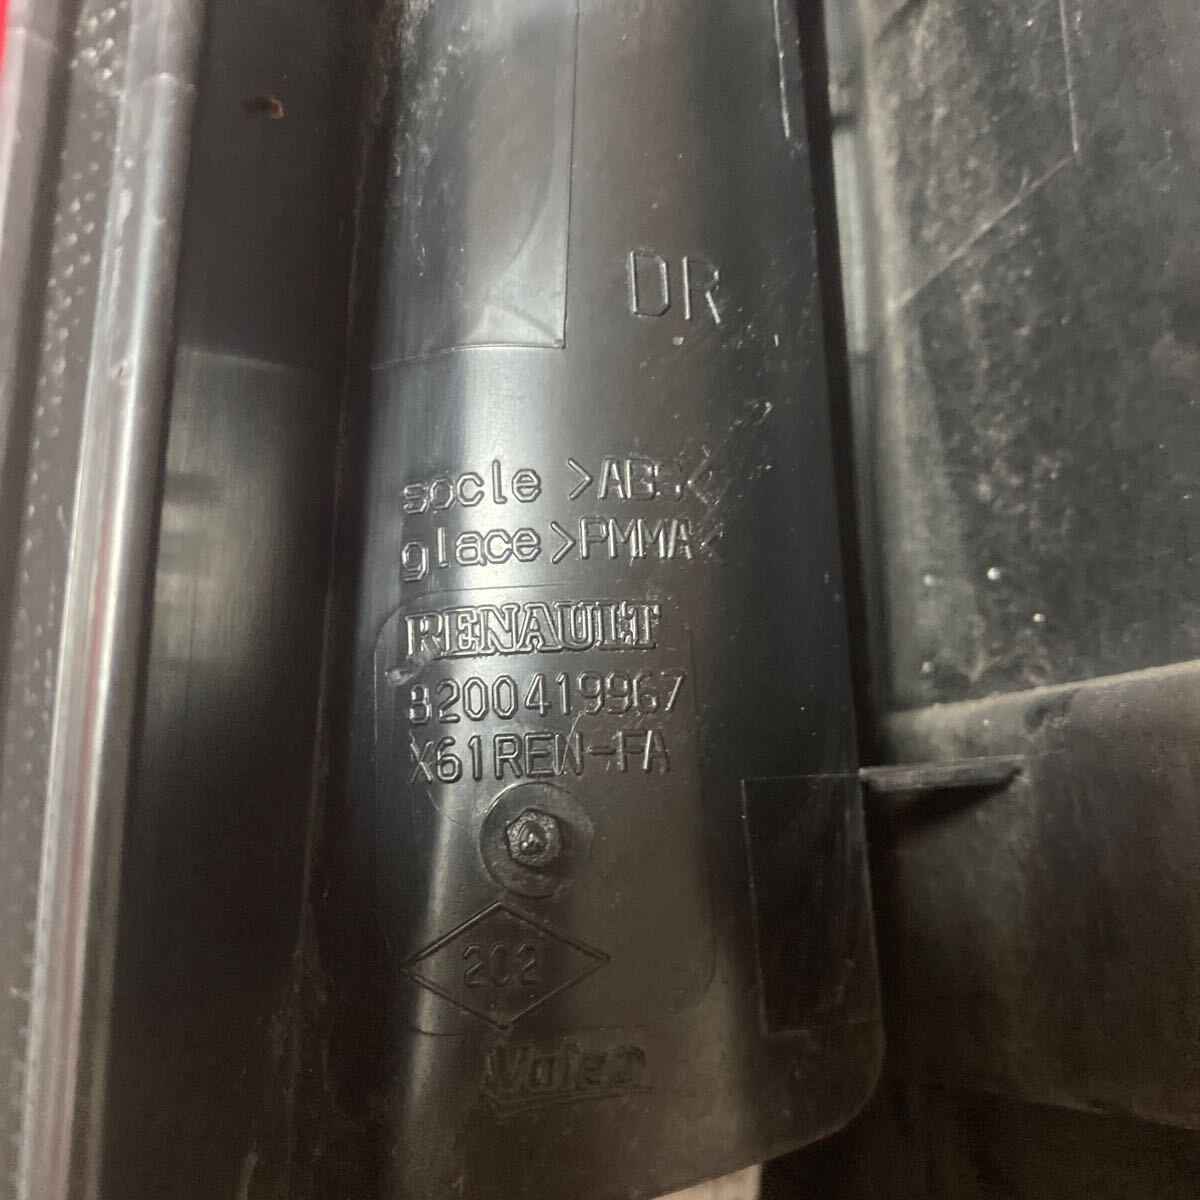 DR
socle >ABS<
glace >PMMA<
RENAULT
8200419967
X61REW-FA
202
Valeo